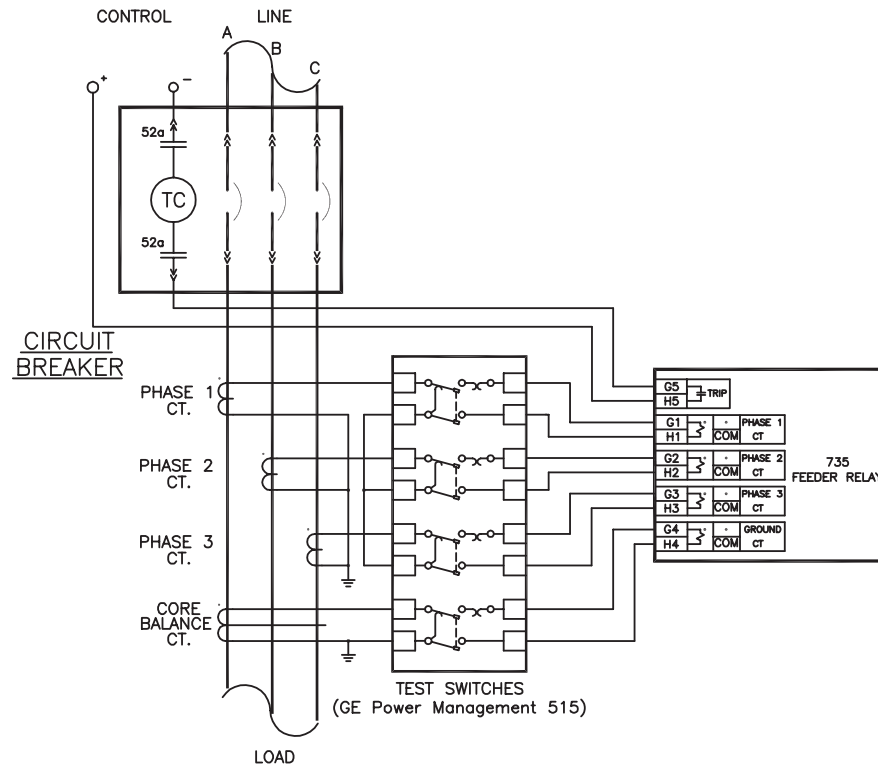 CONTROL LINE
A
B
C
+
-
52a
TC
52a
CIRCUIT
BREAKER
PHASE 1
CT.
PHASE 2
CT.
PHASE 3
CT.
CORE
BALANCE
CT.
G5
H5
TRIP
G1
H1
COM
PHASE 1
CT
G2
H2
COM
PHASE 2
CT
G3
H3
COM
PHASE 3
CT
G4
H4
COM
GROUND
CT
735
FEEDER RELAY
TEST SWITCHES
(GE Power Management 515)
LOAD